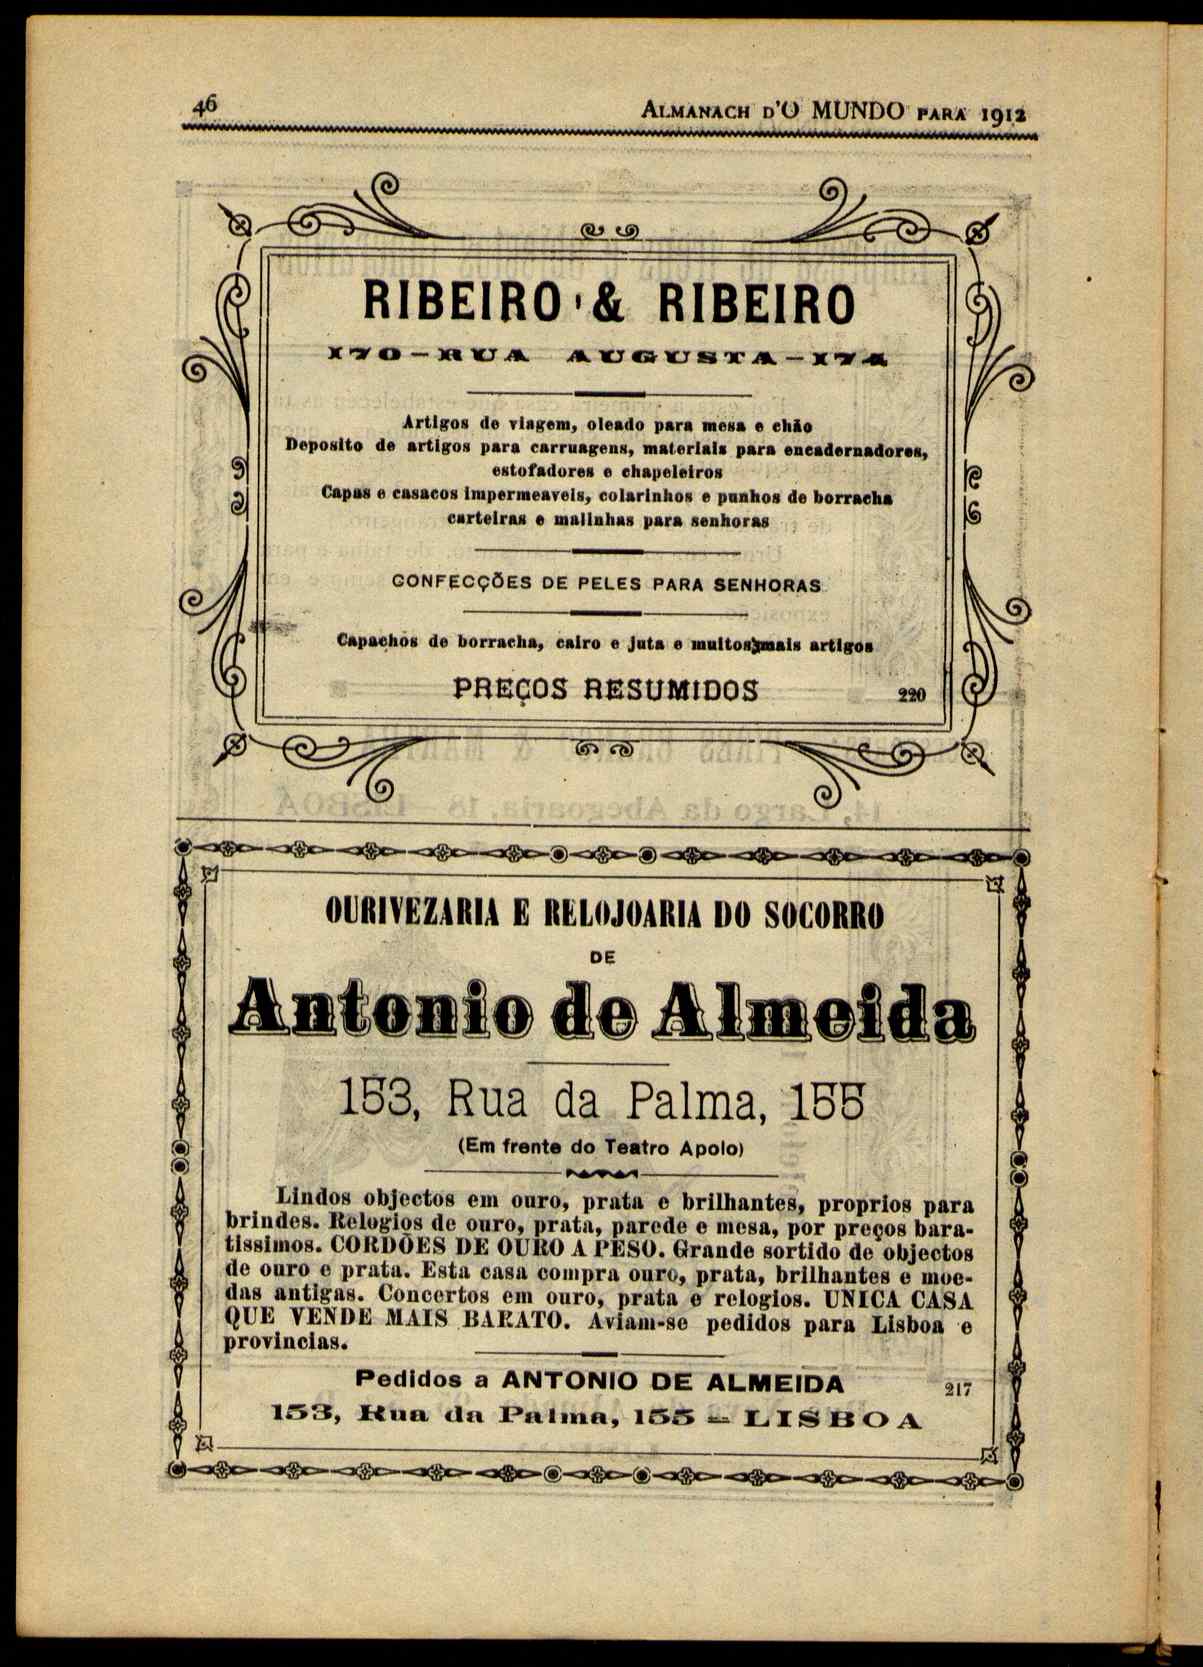 46
ALMANACH D'O MUNDO PARA 1912
RIBEIRO & RIBEIRO
170-RUA AUGUSTA-174
Artigos de viagem, oleado para mesa e chão
Deposito de artigos para carruagens, materiais para encadernadores,
estofadores e chapeleiros
Capas e casacos impermeaveis, colarinhos e punhos de borracha
carteiras e malinhas para senhoras
CONFECÇÕES DE PELES PARA SENHORAS
Capachos de borracha, cairo e juta e muitos mais artigos
PREÇOS RESUMIDOS
220
OURIVEZARIA E RELOJOARIA DO SOCORRO
DE
Antonio de Almeida
153, Rua da Palma, 155
(Em frente do Teatro Apolo)
Lindos objectos em ouro, prata e brilhantes, proprios para
brindes. Relogios de ouro, prata, parede e mesa, por preços bara-
tissimos. CORDÕES DE OURO A PESO. Grande sortido de objectos
de ouro e prata. Esta casa compra ouro, prata, brilhantes e moe-
das antigas. Concertos em ouro, prata e relogios. UNICA CASA
QUE VENDE MAIS BARATO. Aviam-se pedidos para Lisboa e
provincias.
Pedidos a ANTONIO DE ALMEIDA
217
153, Rua da Palma, 155 — LISBOA